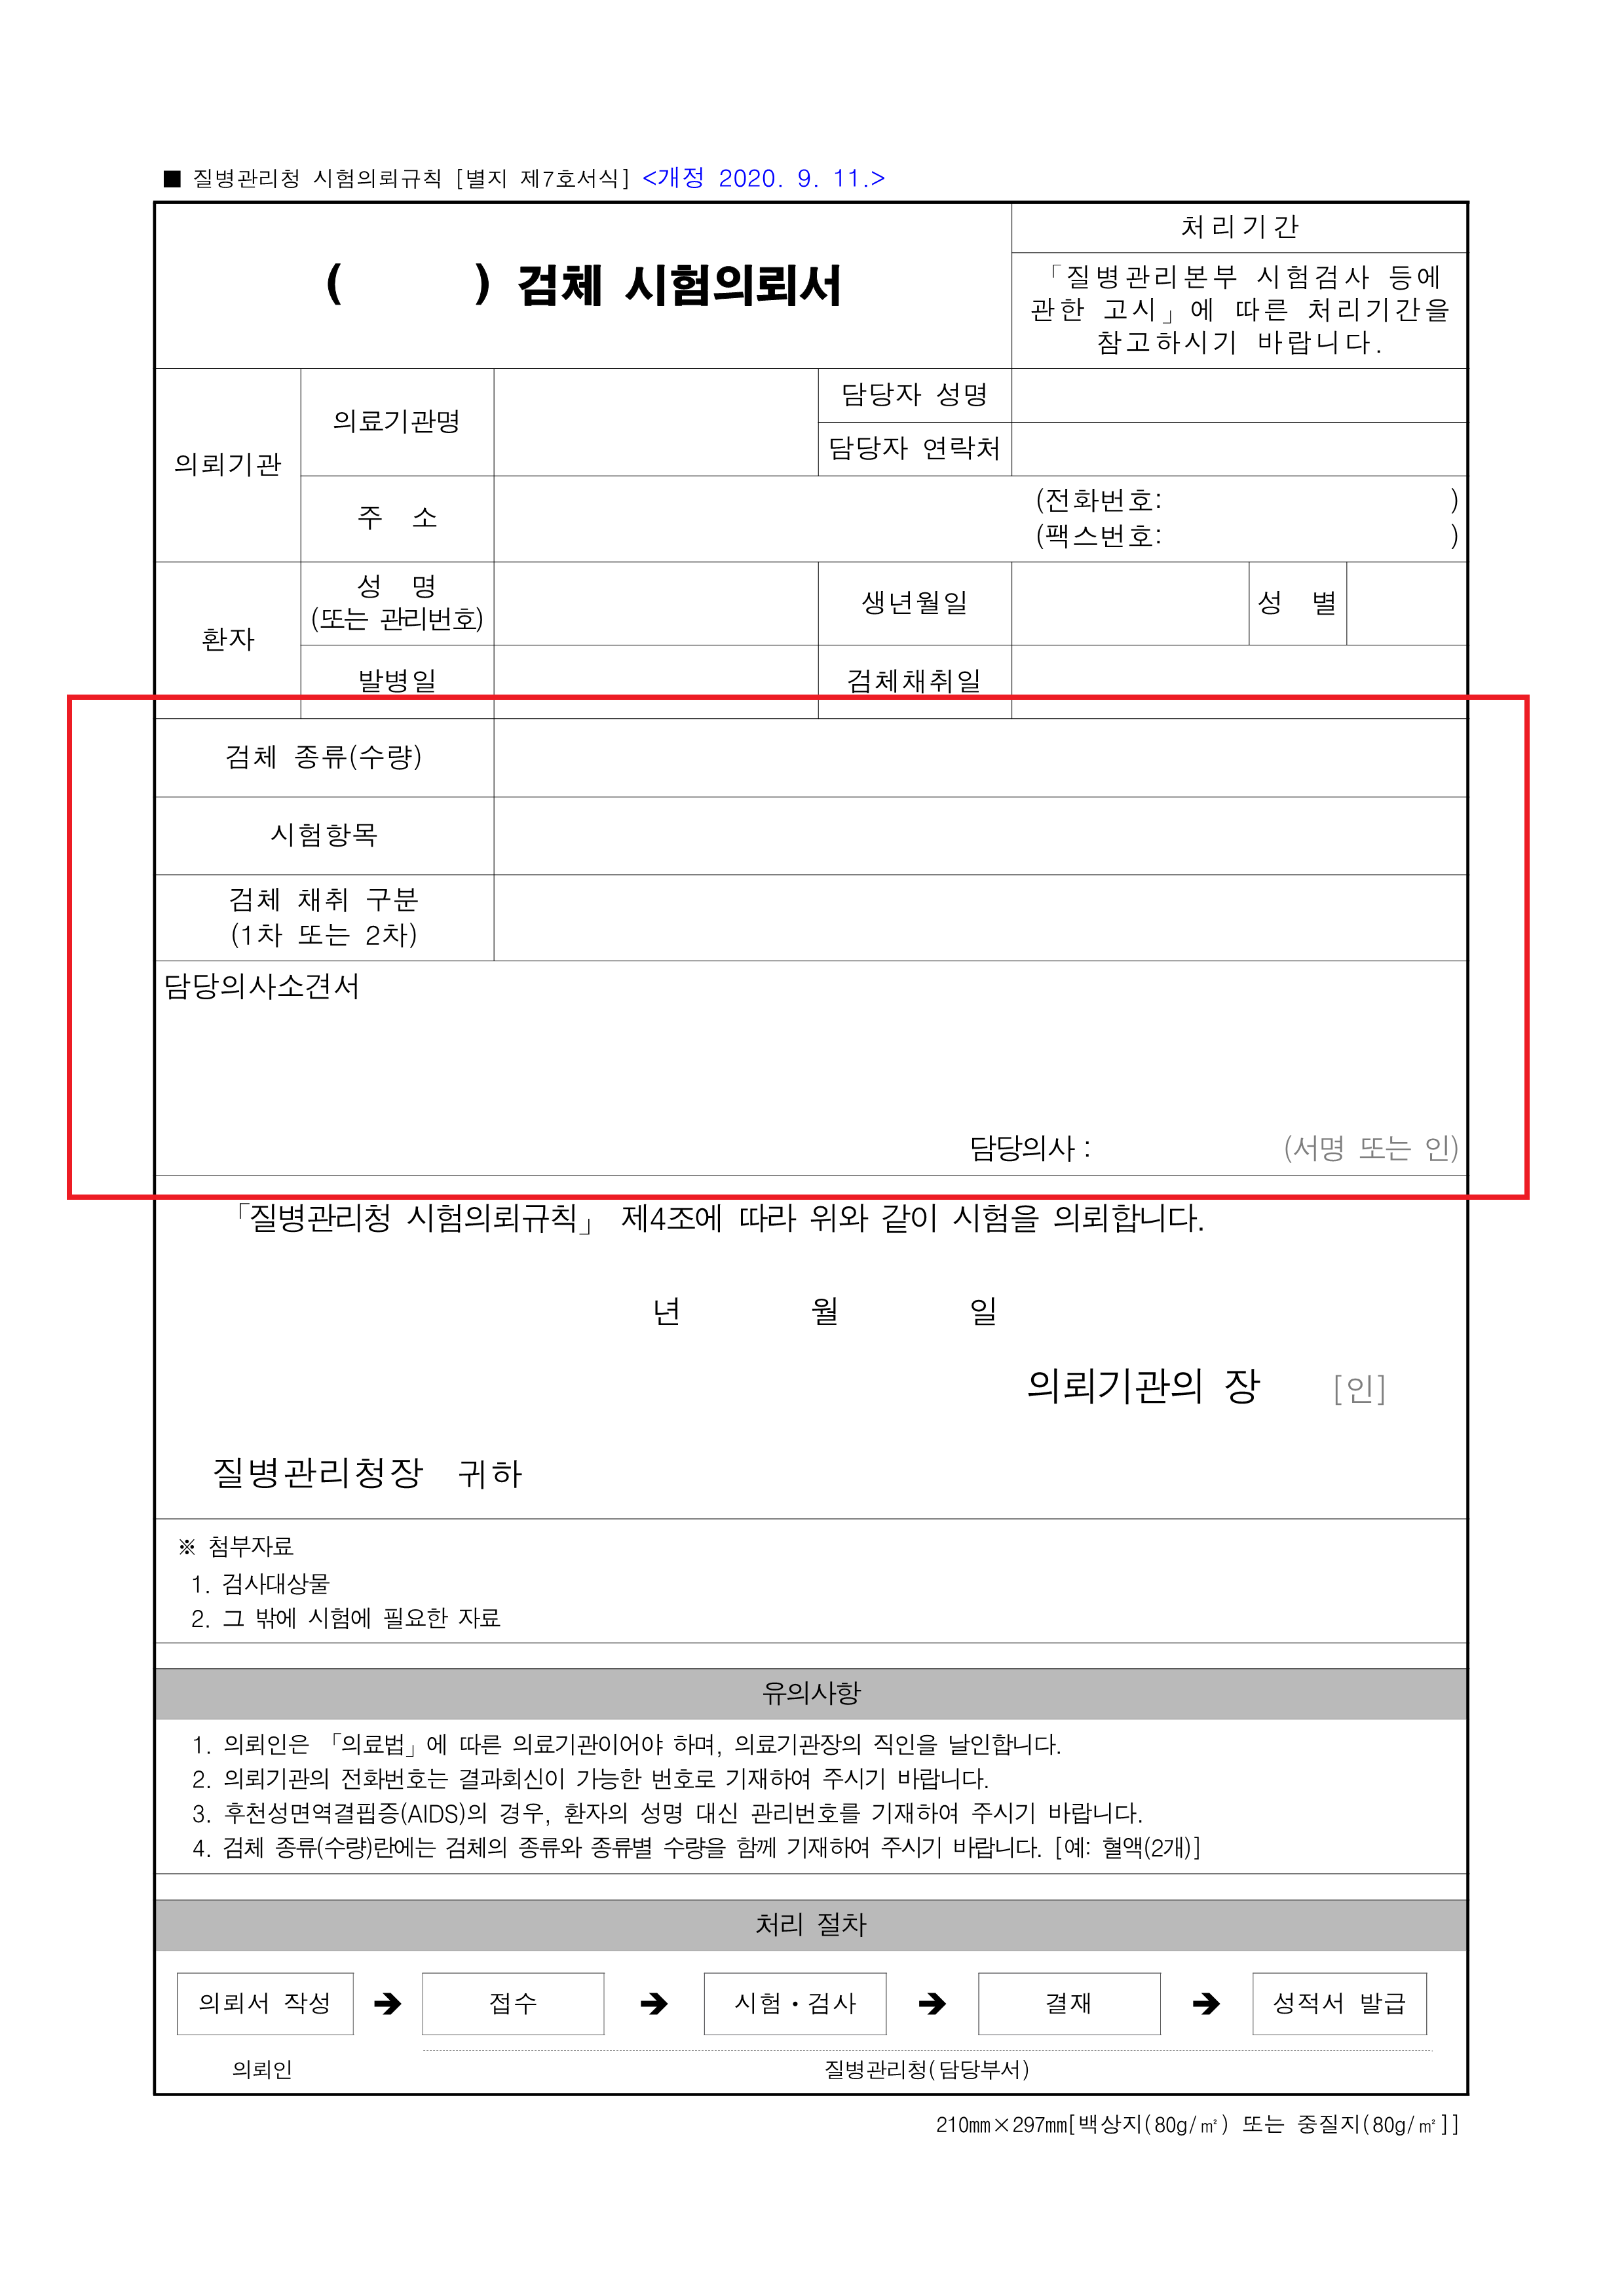 ■ 질병관리청 시험의뢰규칙 [별지 제7호서식] <개정 2020. 9. 11.>
( ) 검체 시험의뢰서
처리기간
「질병관리본부 시험검사 등에
관한 고시」에 따른 처리기간을
참고하시기 바랍니다.
의뢰기관
의료기관명
담당자 성명
담당자 연락처
주 소
(전화번호: )
(팩스번호: )
환자
성 명
(또는 관리번호)
생년월일
성 별
발병일
검체채취일
검체 종류(수량)
시험항목
검체 채취 구분
(1차 또는 2차)
담당의사소견서
담당의사 : (서명 또는 인)
「질병관리청 시험의뢰규칙」 제4조에 따라 위와 같이 시험을 의뢰합니다.
년 월 일
의뢰기관의 장 [인]
질병관리청장 귀하
※ 첨부자료
1. 검사대상물
2. 그 밖에 시험에 필요한 자료
유의사항
1. 의뢰인은 「의료법」에 따른 의료기관이어야 하며, 의료기관장의 직인을 날인합니다.
2. 의뢰기관의 전화번호는 결과회신이 가능한 번호로 기재하여 주시기 바랍니다.
3. 후천성면역결핍증(AIDS)의 경우, 환자의 성명 대신 관리번호를 기재하여 주시기 바랍니다.
4. 검체 종류(수량)란에는 검체의 종류와 종류별 수량을 함께 기재하여 주시기 바랍니다. [예: 혈액(2개)]
처리 절차
의뢰서 작성 ➔ 접수 ➔ 시험・검사 ➔ 결재 ➔ 성적서 발급
의뢰인 질병관리청(담당부서)
210㎜×297㎜[백상지(80g/㎡) 또는 중질지(80g/㎡]]